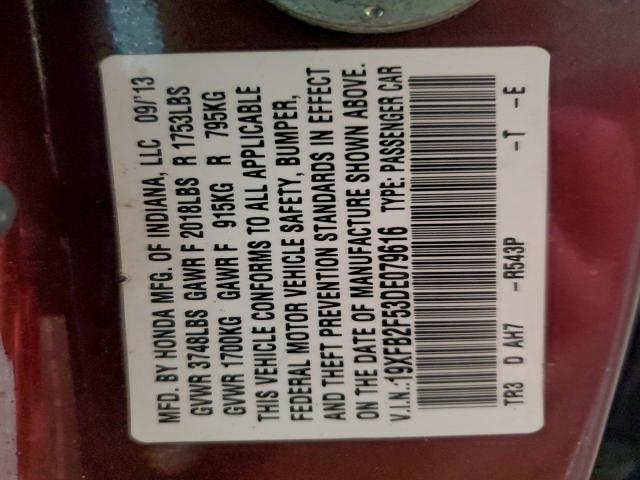 MFD. BY HONDA MFG. OF INDIANA, LLC 09/'13
GVWR 3748LBS GAWR F 2018LBS R 1753LBS
GVWR 1700KG GAWR F 915KG R 795KG
THIS VEHICLE CONFORMS TO ALL APPLICABLE
FEDERAL MOTOR VEHICLE SAFETY, BUMPER,
AND THEFT PREVENTION STANDARDS IN EFFECT
ON THE DATE OF MANUFACTURE SHOWN ABOVE.
V.I.N.:19XFB2F53DE079616 TYPE: PASSENGER CAR
TR3 D AH7 -R543P -T -E